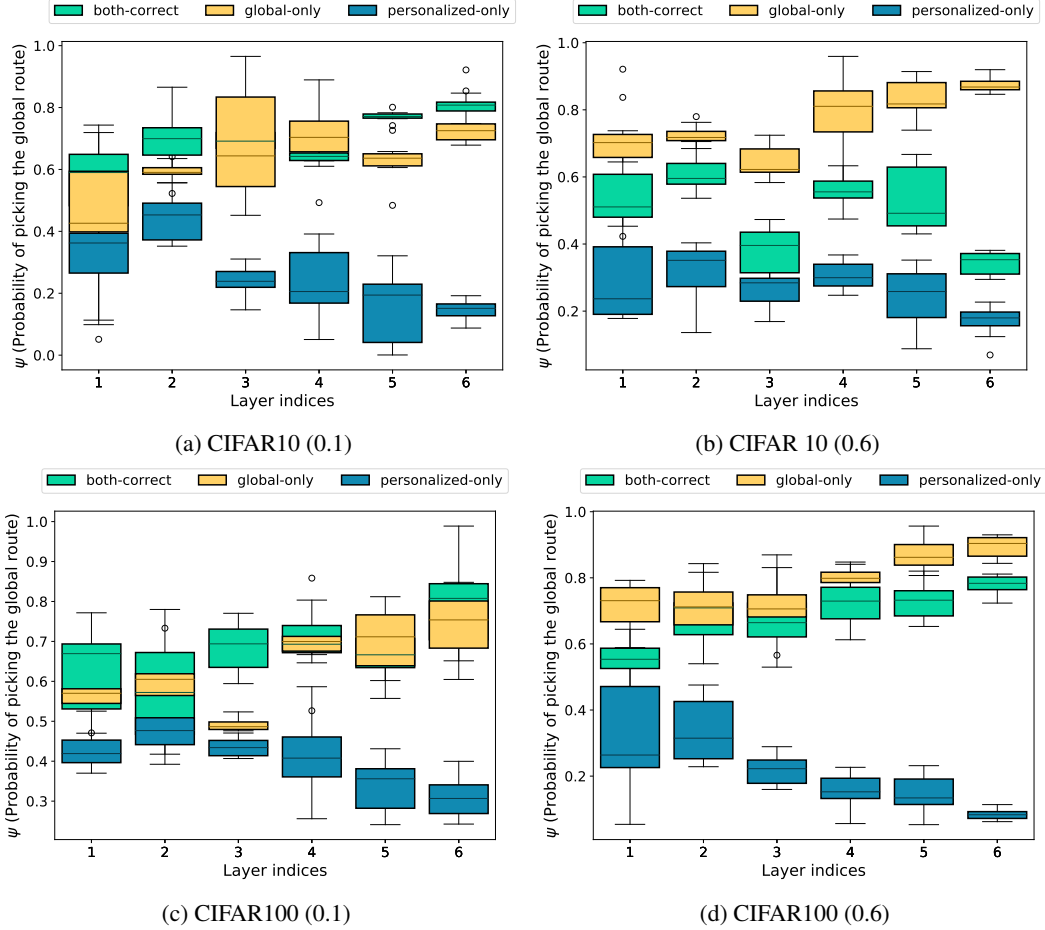 both-correct global-only personalized-only
both-correct global-only personalized-only
ψ (Probability of picking the global route)
1.0
0.8
0.6
0.4
0.2
0.0
1 2 3 4 5 6
Layer indices
(a) CIFAR10 (0.1)
ψ (Probability of picking the global route)
1.0
0.8
0.6
0.4
0.2
1 2 3 4 5 6
Layer indices
(b) CIFAR 10 (0.6)
both-correct global-only personalized-only
both-correct global-only personalized-only
ψ (Probability of picking the global route)
1.0
0.9
0.8
0.7
0.6
0.5
0.4
0.3
1 2 3 4 5 6
Layer indices
(c) CIFAR100 (0.1)
ψ (Probability of picking the global route)
1.0
0.8
0.6
0.4
0.2
1 2 3 4 5 6
Layer indices
(d) CIFAR100 (0.6)